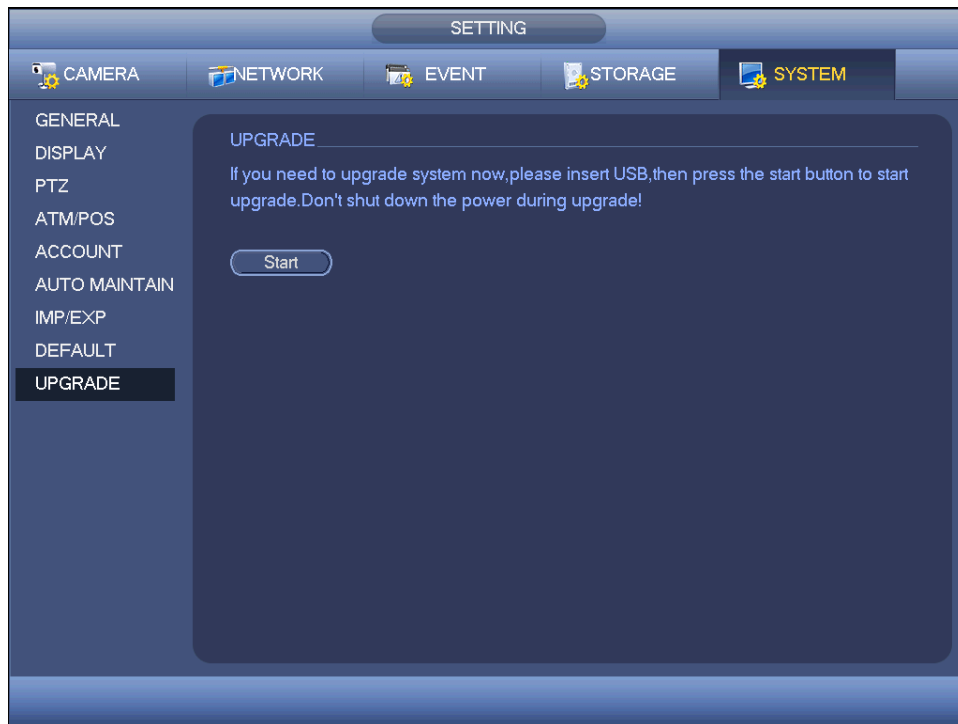 SETTING
CAMERA
NETWORK
EVENT
STORAGE
SYSTEM
GENERAL
DISPLAY
PTZ
ATM/POS
ACCOUNT
AUTO MAINTAIN
IMP/EXP
DEFAULT
UPGRADE
UPGRADE
If you need to upgrade system now,please insert USB,then press the start button to start
upgrade.Don't shut down the power during upgrade!
Start